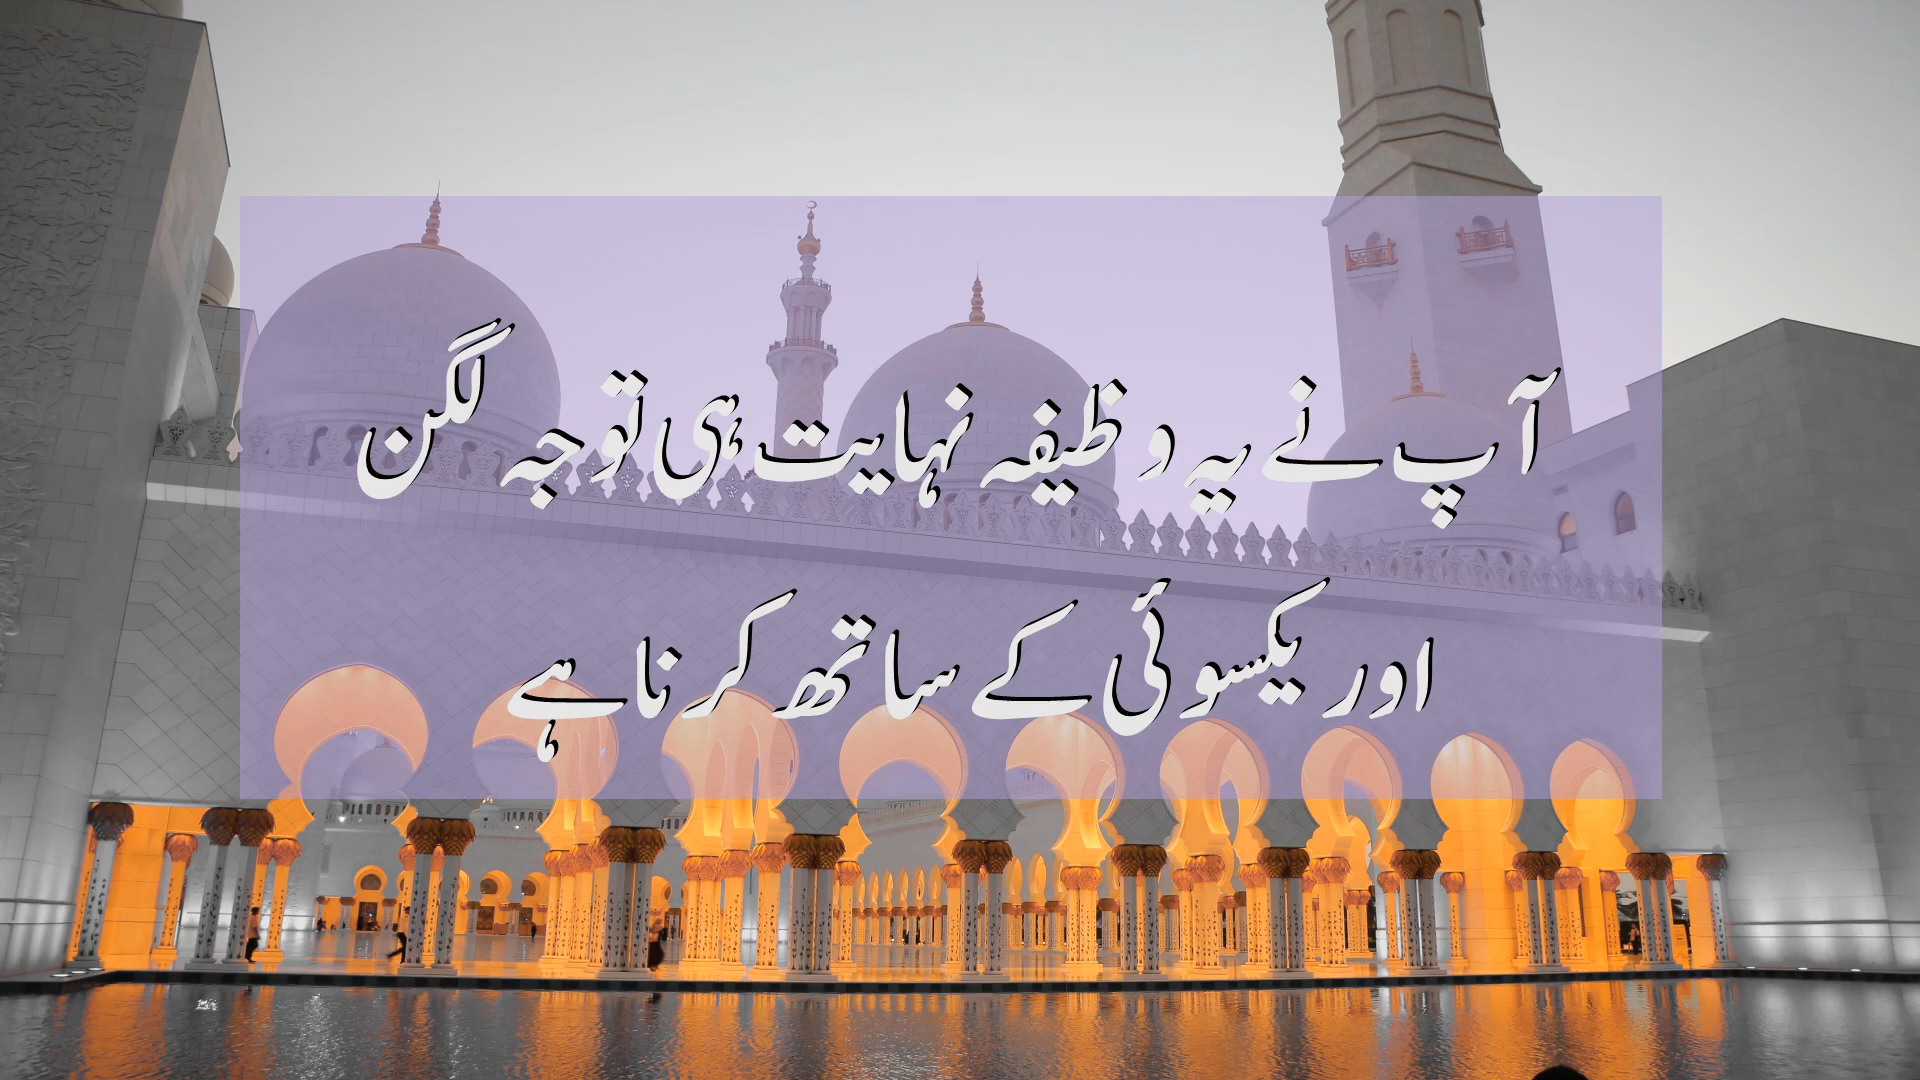 آپ نے یہ وظیفہ نہایت ہی توجہ لگن
اور یکسوئی کے ساتھ کرنا ہے